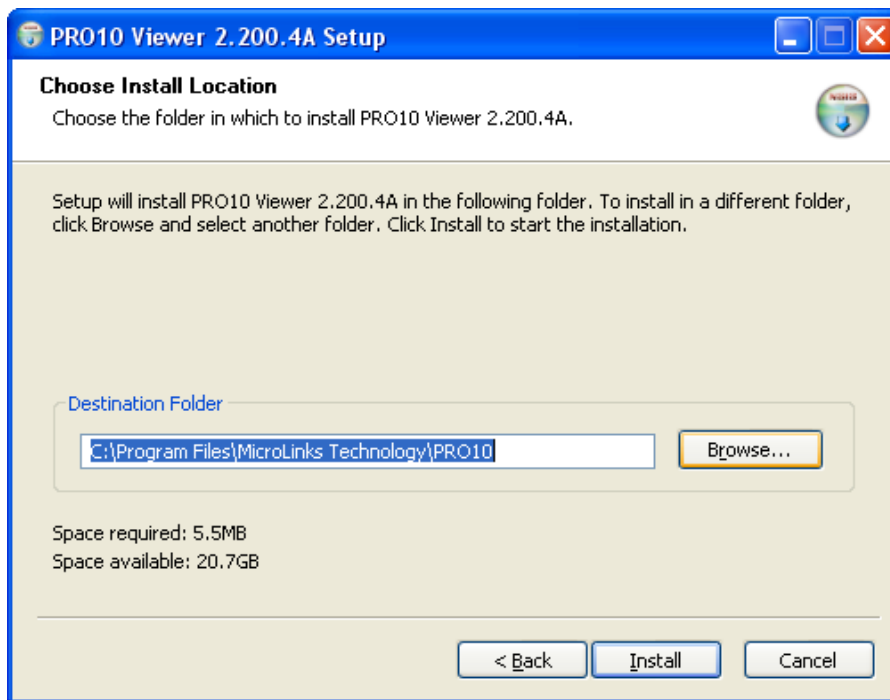 PRO10 Viewer 2.200.4A Setup
Choose Install Location
Choose the folder in which to install PRO10 Viewer 2.200.4A.
Setup will install PRO10 Viewer 2.200.4A in the following folder. To install in a different folder,
click Browse and select another folder. Click Install to start the installation.
Destination Folder
C:\Program Files\MicroLinks Technology\PRO10
Browse...
Space required: 5.5MB
Space available: 20.7GB
< Back
Install
Cancel